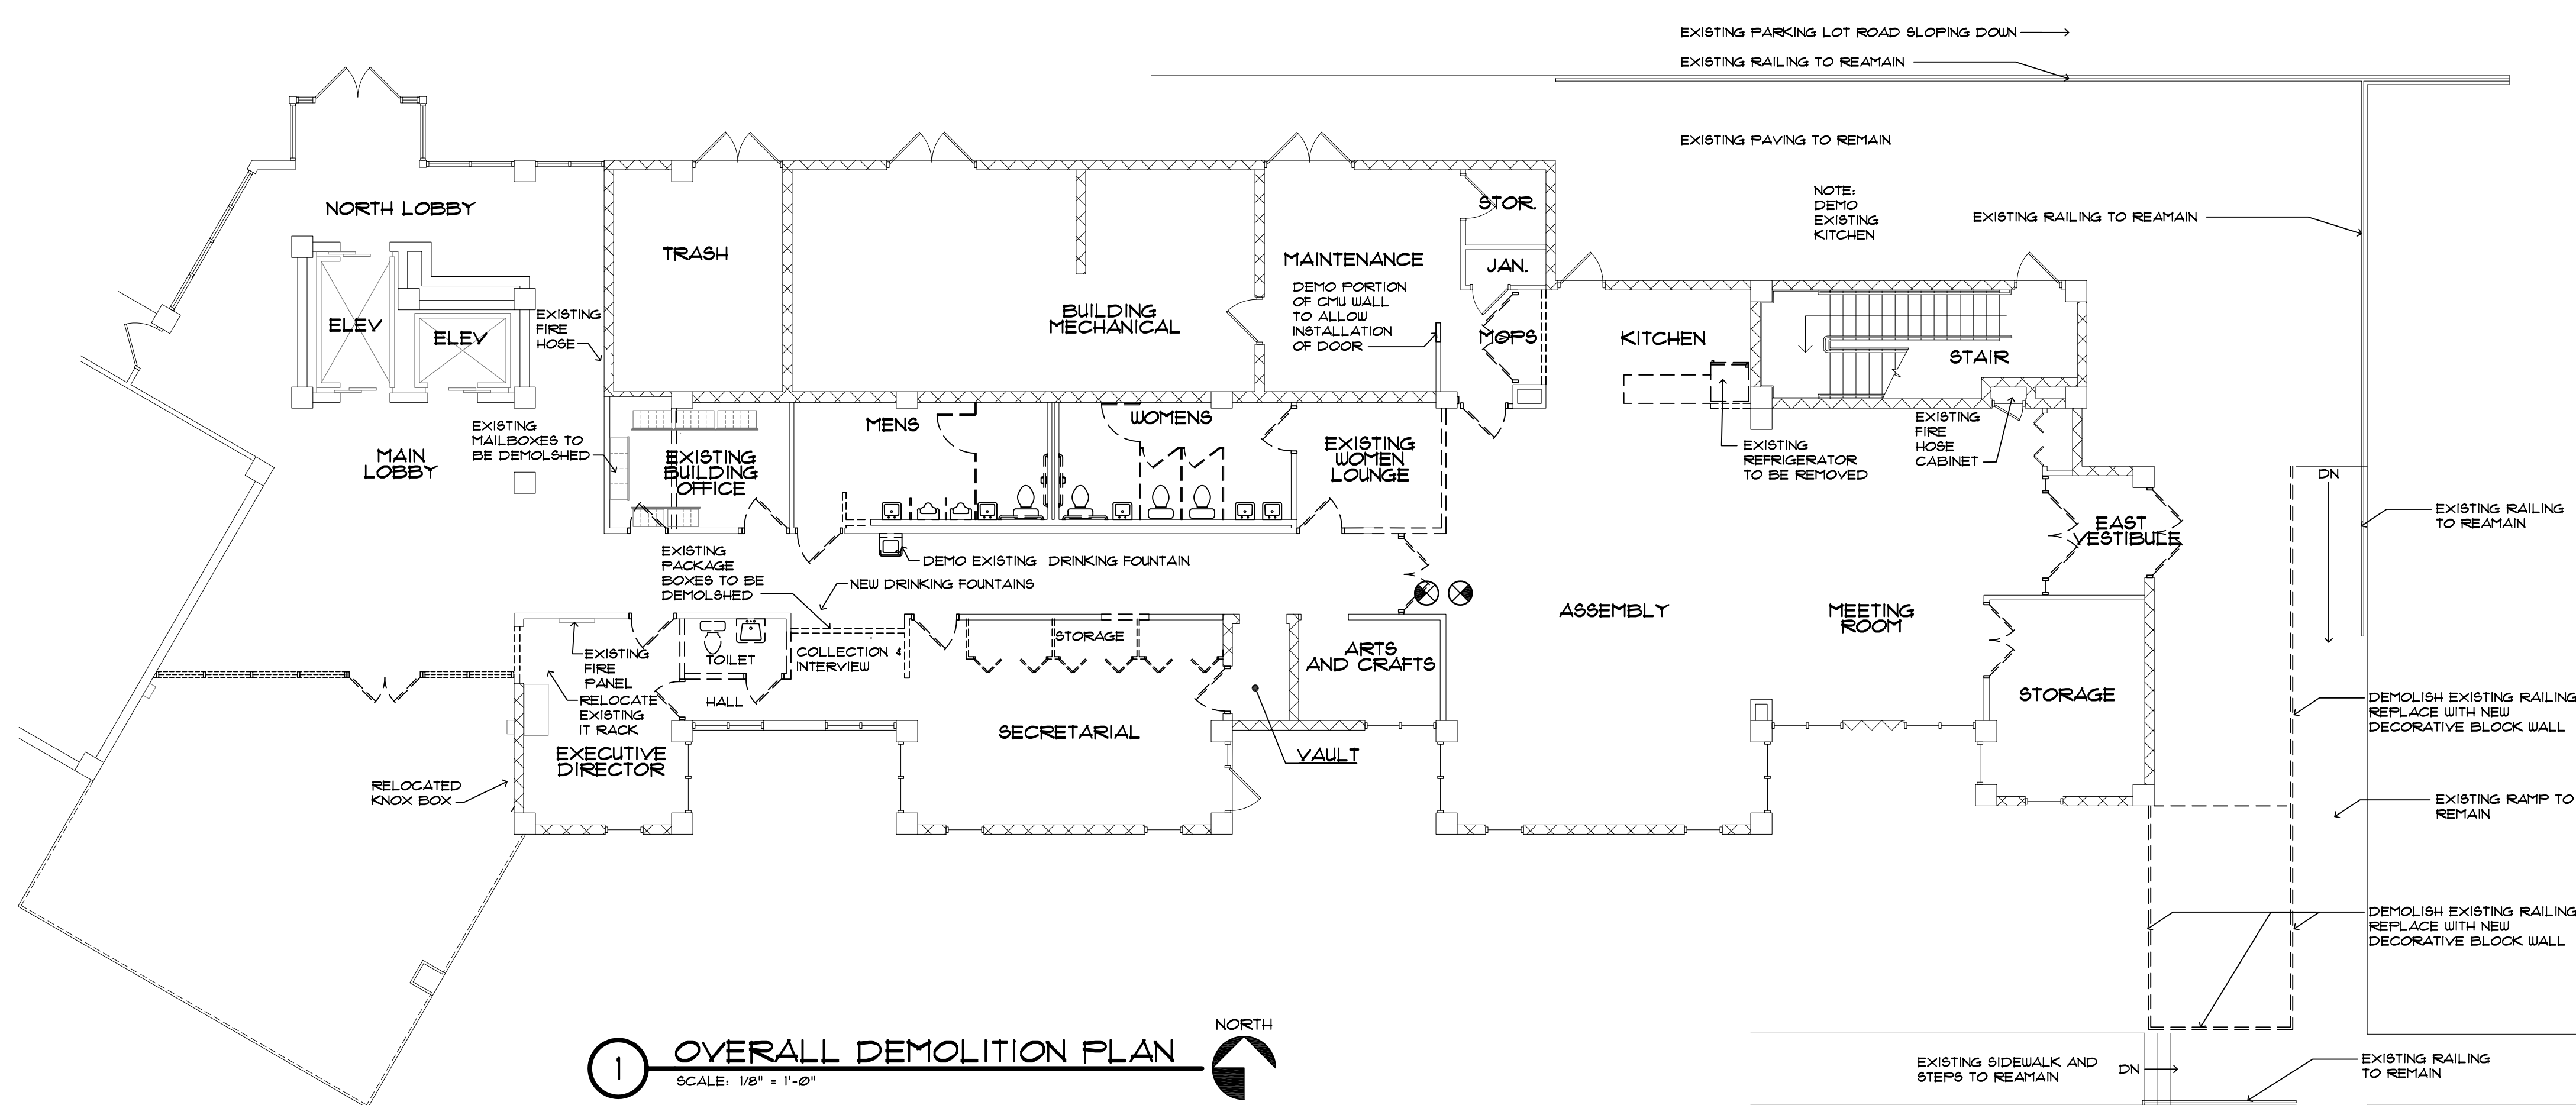 EXISTING PARKING LOT ROAD SLOPING DOWN
EXISTING RAILING TO REAMAIN
EXISTING PAVING TO REMAIN
NOTE:
DEMO
EXISTING
KITCHEN
EXISTING RAILING TO REAMAIN
NORTH LOBBY
TRASH
STOR.
MAINTENANCE
JAN.
DEMO PORTION
OF CMU WALL
TO ALLOW
INSTALLATION
OF DOOR
BUILDING
MECHANICAL
ELEV
ELEV
EXISTING
FIRE
HOSE
MOPS
KITCHEN
STAIR
EXISTING
MAILBOXES TO
BE DEMOLSHED
MAIN
LOBBY
EXISTING
BUILDING
OFFICE
MENS
WOMENS
EXISTING
WOMEN
LOUNGE
EXISTING
REFRIGERATOR
TO BE REMOVED
EXISTING
FIRE
HOSE
CABINET
DN
EXISTING RAILING
TO REAMAIN
EAST
VESTIBULE
EXISTING
PACKAGE
BOXES TO BE
DEMOLSHED
DEMO EXISTING DRINKING FOUNTAIN
NEW DRINKING FOUNTAINS
ASSEMBLY
MEETING
ROOM
EXISTING
FIRE
PANEL
RELOCATE
EXISTING
IT RACK
TOILET
COLLECTION &
INTERVIEW
STORAGE
ARTS
AND CRAFTS
HALL
STORAGE
DEMOLISH EXISTING RAILING
REPLACE WITH NEW
DECORATIVE BLOCK WALL
SECRETARIAL
EXECUTIVE
DIRECTOR
VAULT
RELOCATED
KNOX BOX
EXISTING RAMP TO
REMAIN
DEMOLISH EXISTING RAILING
REPLACE WITH NEW
DECORATIVE BLOCK WALL
1
OVERALL DEMOLITION PLAN
SCALE: 1/8" = 1'-0"
NORTH
EXISTING SIDEWALK AND
STEPS TO REAMAIN
DN
EXISTING RAILING
TO REMAIN